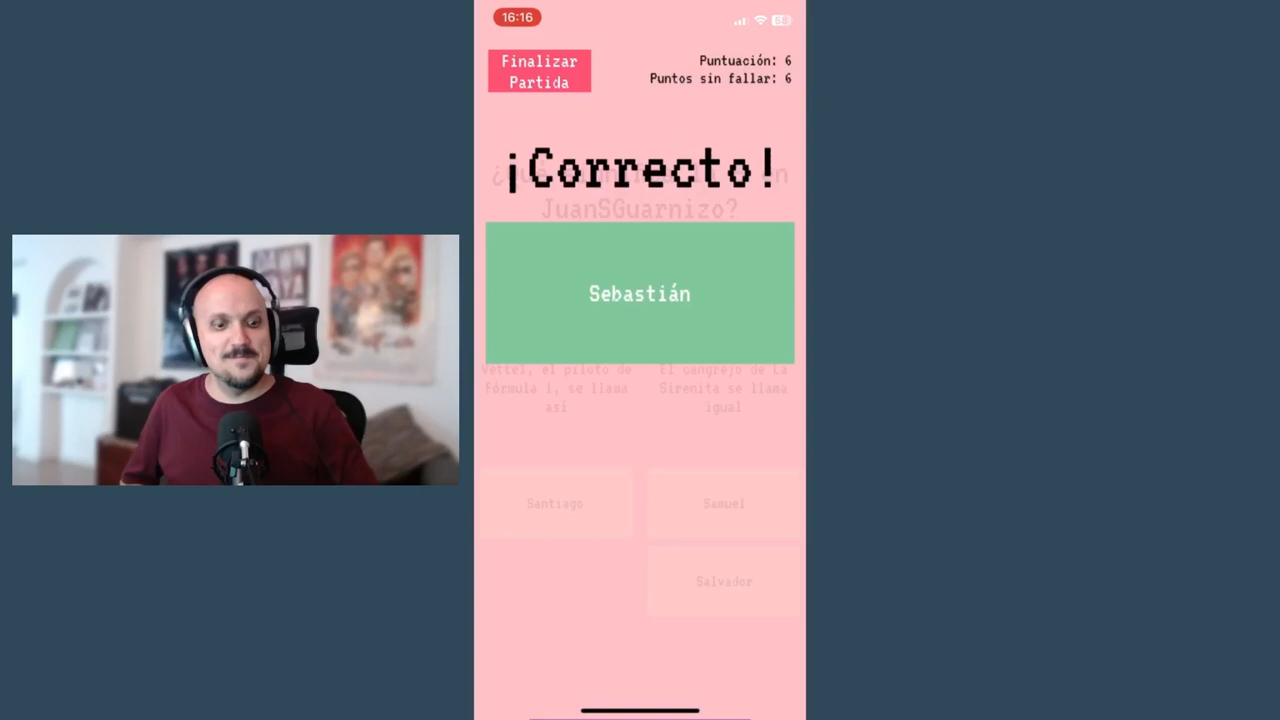 16:16
58
Finalizar
Partida
Puntuación: 6
Puntos sin fallar: 6
¡Correcto!
JuanSGuarnizo?
Sebastián
Vettel, el piloto de
Fórmula 1, se llama
así
El cangrejo de La
Sirenita se llama
igual
Santiago
Samuel
Salvador